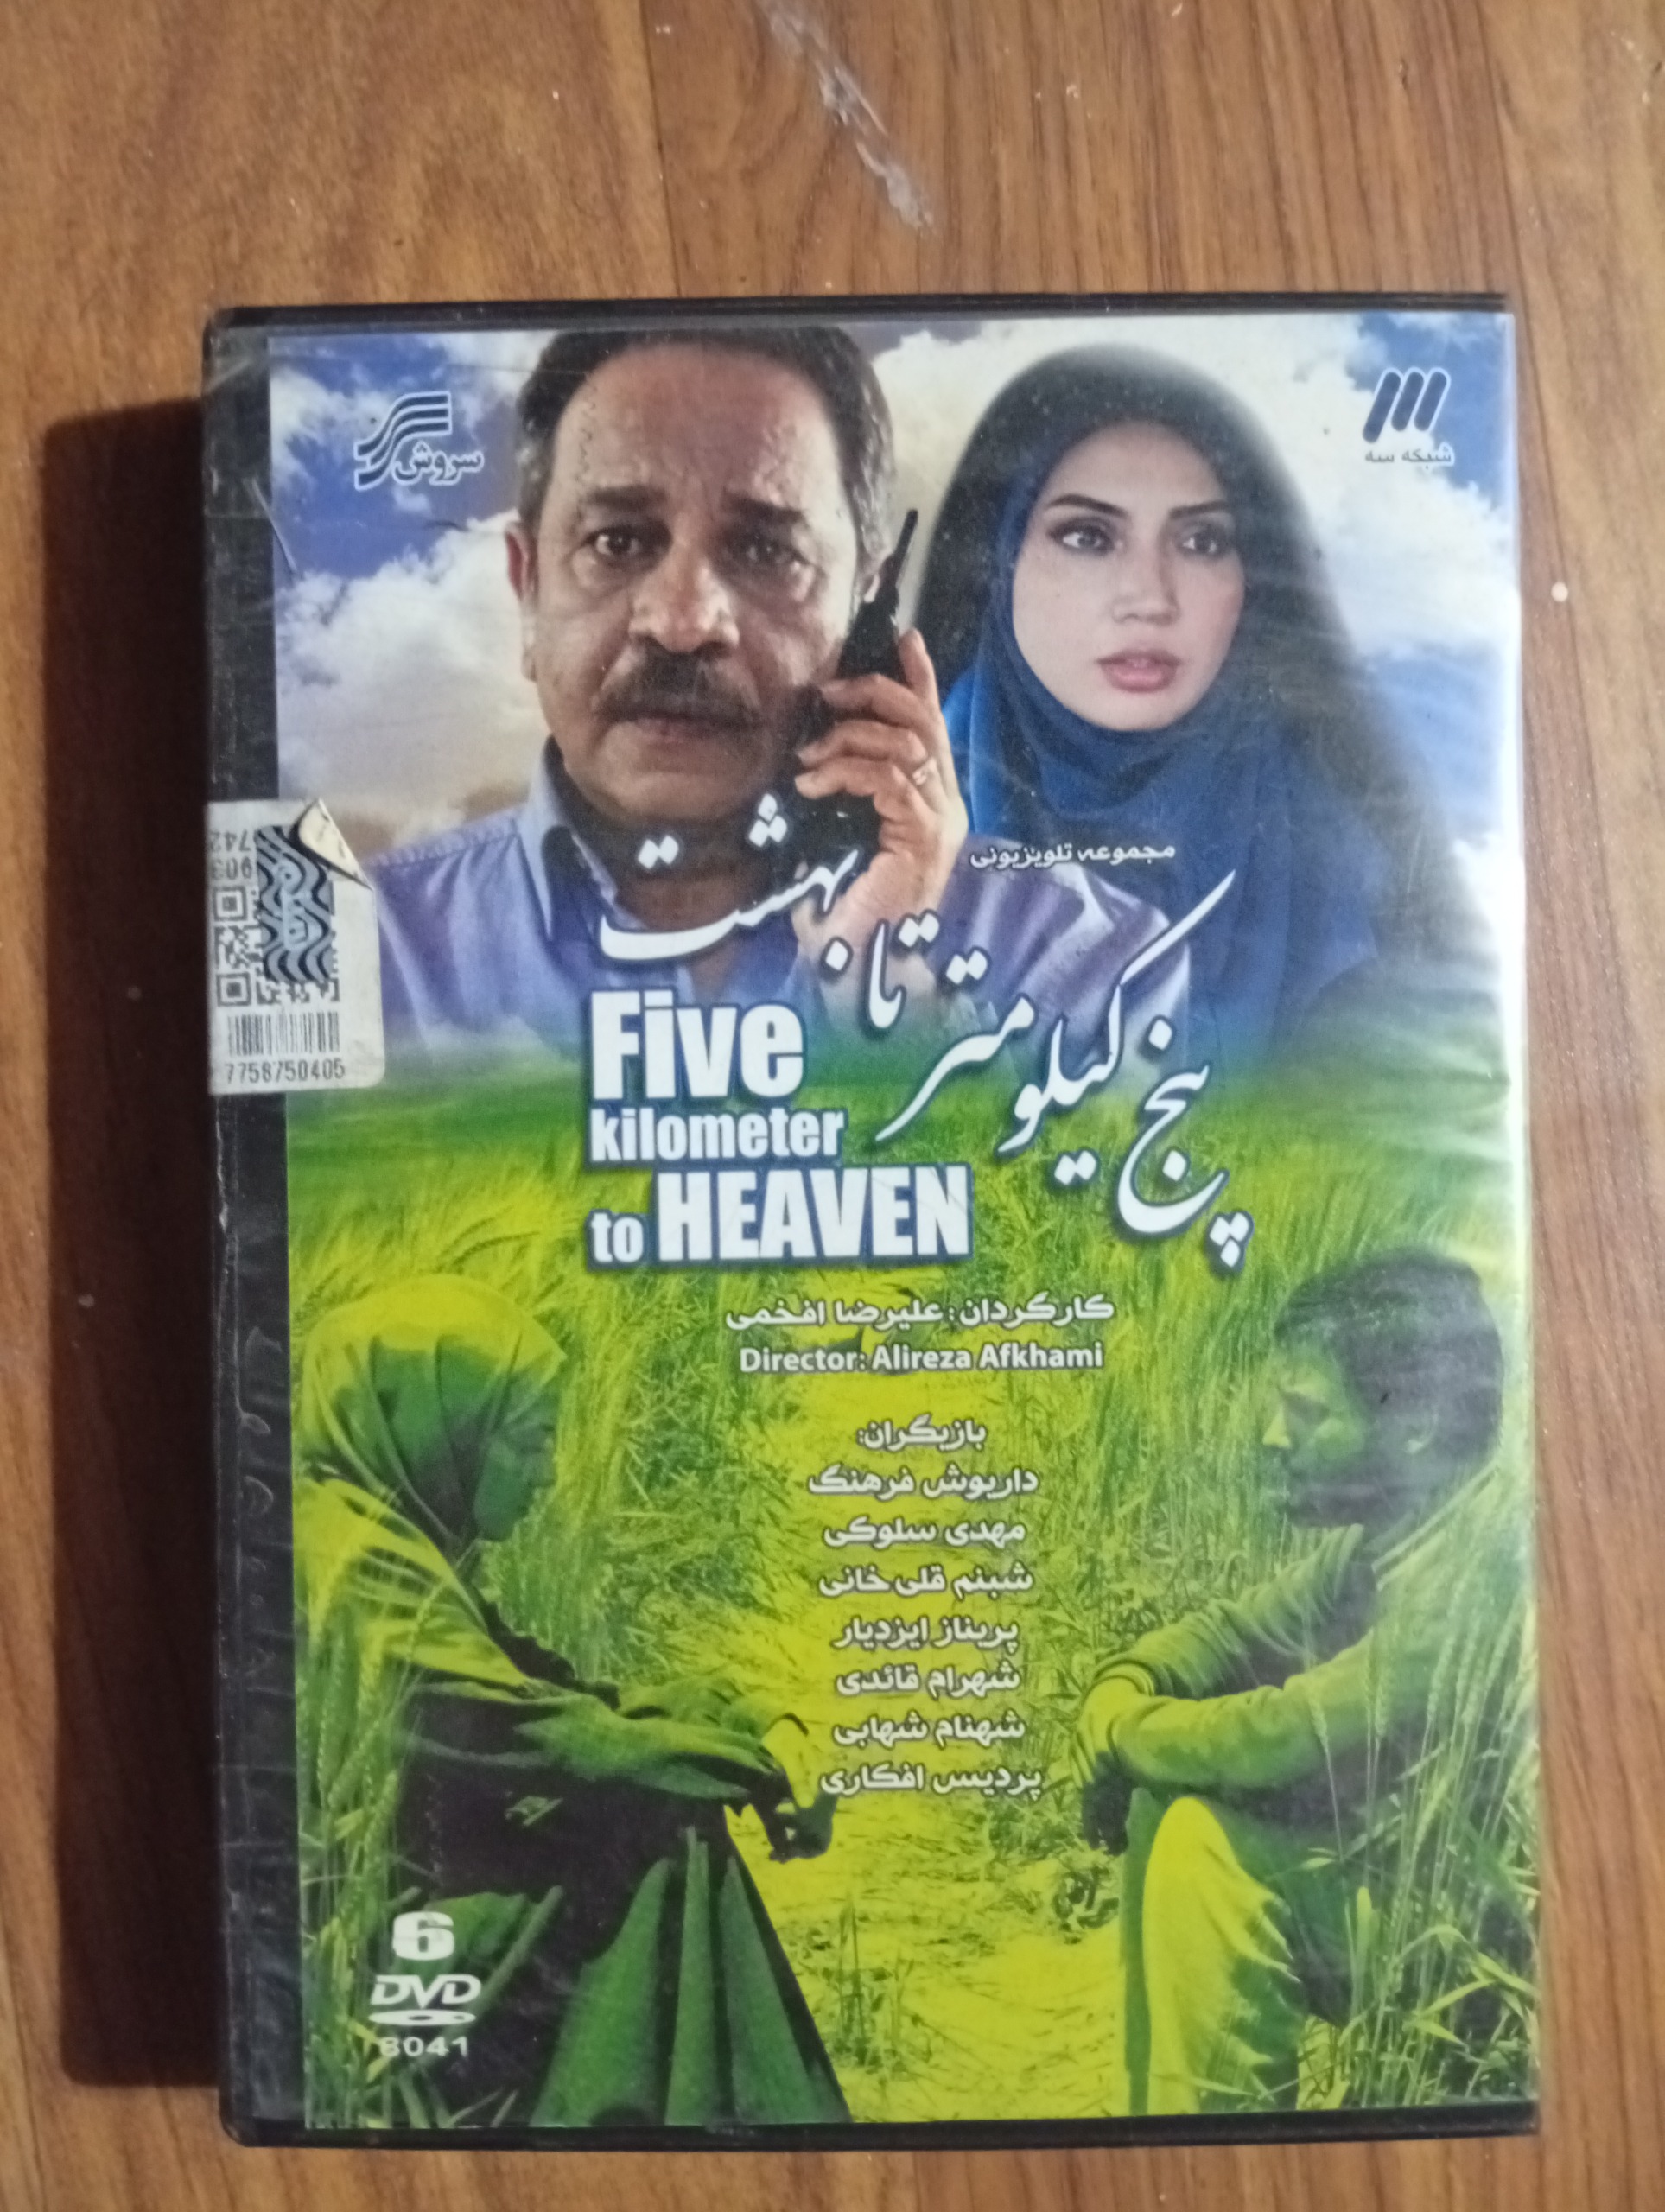 سروش
شبکه سه
مجموعه تلویزیونی
پنج کیلومتر تا بهشت
Five
kilometer
to HEAVEN
کارگردان: علیرضا افخمی
Director: Alireza Afkhami
بازیگران:
داریوش فرهنگ
مهدی سلوکی
شبنم قلی خانی
پریناز ایزدیار
شهرام قائدی
شهنام شهابی
پردیس افکاری
7758750405
6
DVD
8041